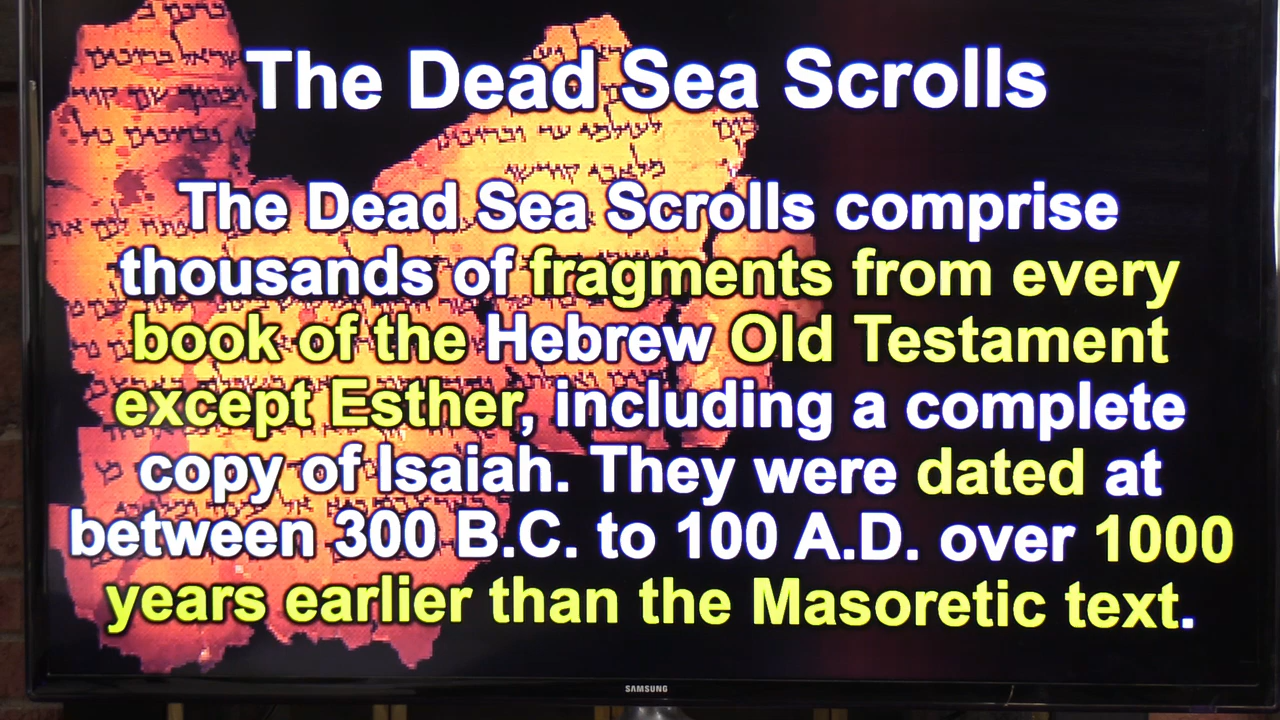 The Dead Sea Scrolls
The Dead Sea Scrolls comprise
thousands of fragments from every
book of the Hebrew Old Testament
except Esther, including a complete
copy of Isaiah. They were dated at
between 300 B.C. to 100 A.D. over 1000
years earlier than the Masoretic text.
SAMSUNG